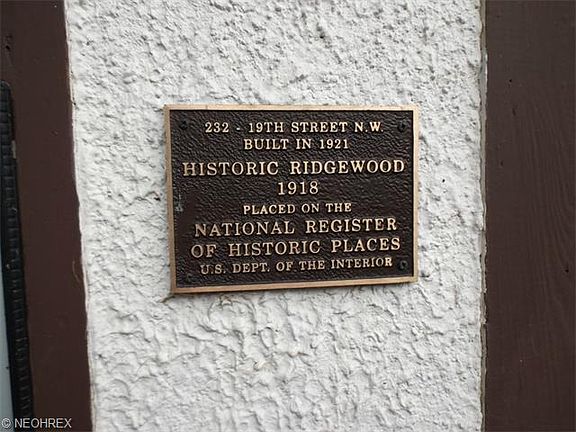 232 - 19TH STREET N.W.
BUILT IN 1921
HISTORIC RIDGEWOOD
1918
PLACED ON THE
NATIONAL REGISTER
OF HISTORIC PLACES
U.S. DEPT. OF THE INTERIOR
© NEOHREX